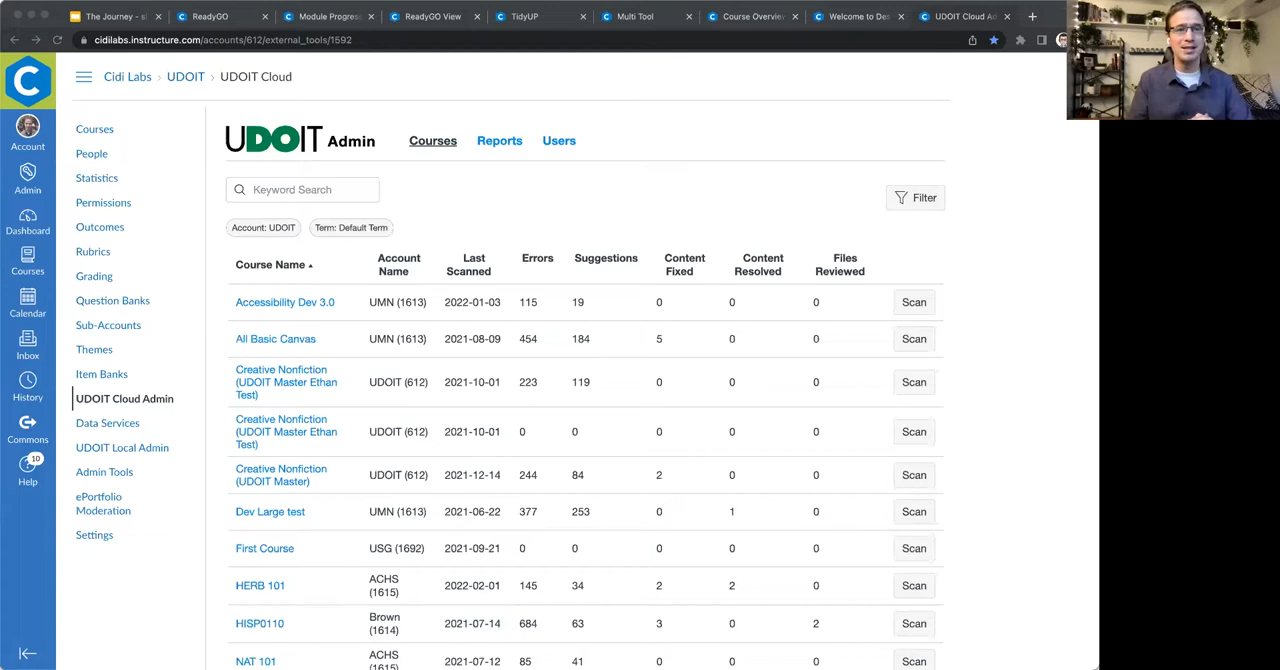 The Journey - sl
ReadyGO
Module Progress
ReadyGO View
TidyUP
Multi Tool
Course Overview
Welcome to Des
UDOIT Cloud Ad
cidilabs.instructure.com/accounts/612/external_tools/1592
Cidi Labs › UDOIT › UDOIT Cloud
Account
Admin
Dashboard
Courses
Calendar
Inbox
History
Commons
10
Help
Courses
People
Statistics
Permissions
Outcomes
Rubrics
Grading
Question Banks
Sub-Accounts
Themes
Item Banks
UDOIT Cloud Admin
Data Services
UDOIT Local Admin
Admin Tools
ePortfolio
Moderation
Settings
UDOIT Admin Courses Reports Users
Keyword Search
Filter
Account: UDOIT Term: Default Term
Course Name Account Name Last Scanned Errors Suggestions Content Fixed Content Resolved Files Reviewed
Accessibility Dev 3.0 UMN (1613) 2022-01-03 115 19 0 0 0 Scan
All Basic Canvas UMN (1613) 2021-08-09 454 184 5 0 0 Scan
Creative Nonfiction
(UDOIT Master Ethan UDOIT (612) 2021-10-01 223 119 0 0 0 Scan
Test)
Creative Nonfiction
(UDOIT Master Ethan UDOIT (612) 2021-10-01 0 0 0 0 0 Scan
Test)
Creative Nonfiction
(UDOIT Master) UDOIT (612) 2021-12-14 244 84 2 0 0 Scan
Dev Large test UMN (1613) 2021-06-22 377 253 0 1 0 Scan
First Course USG (1692) 2021-09-21 0 0 0 0 0 Scan
HERB 101 ACHS (1615) 2022-02-01 145 34 2 2 0 Scan
HISP0110 Brown (1614) 2021-07-14 684 63 3 0 2 Scan
NAT 101 ACHS (1615) 2021-07-12 85 41 0 0 0 Scan